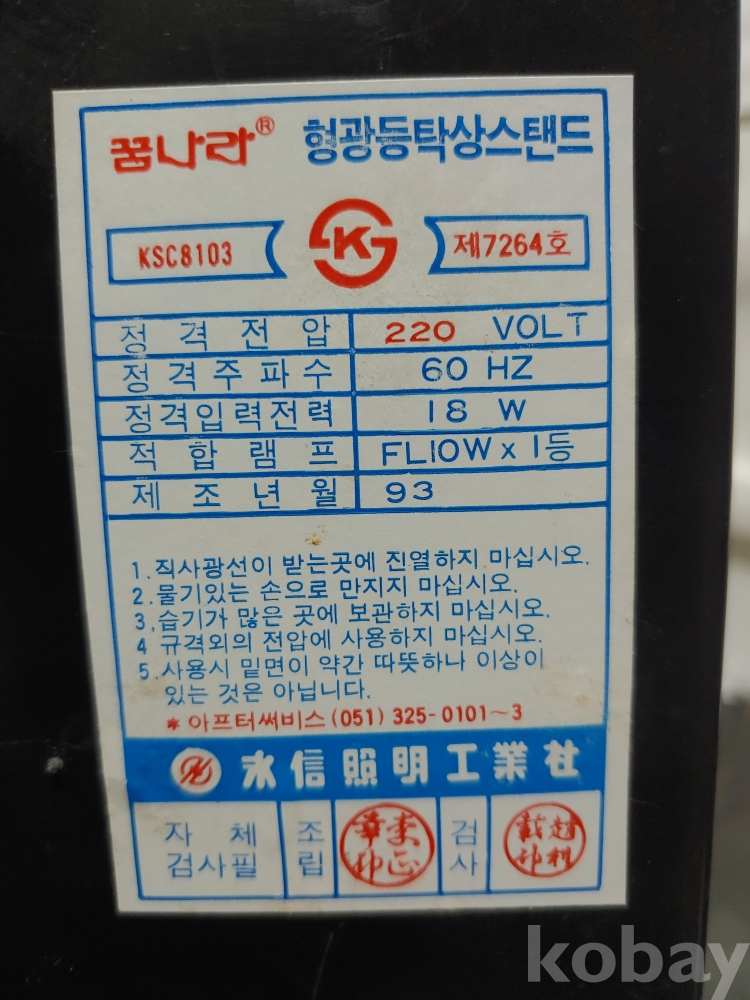 꿈나라® 형광등탁상스탠드
KSC8103 K 제7264호
정격전압 220 VOLT
정격주파수 60 HZ
정격입력전력 18 W
적합램프 FL10W x 1등
제조년월 93
1. 직사광선이 받는곳에 진열하지 마십시오.
2. 물기있는 손으로 만지지 마십시오.
3. 습기가 많은 곳에 보관하지 마십시오.
4 규격외의 전압에 사용하지 마십시오.
5. 사용시 밑면이 약간 따뜻하나 이상이
있는 것은 아닙니다.
* 아프터써비스 (051) 325-0101~3
永信照明工業社
자체 조 검
검사필 립 사
kobay